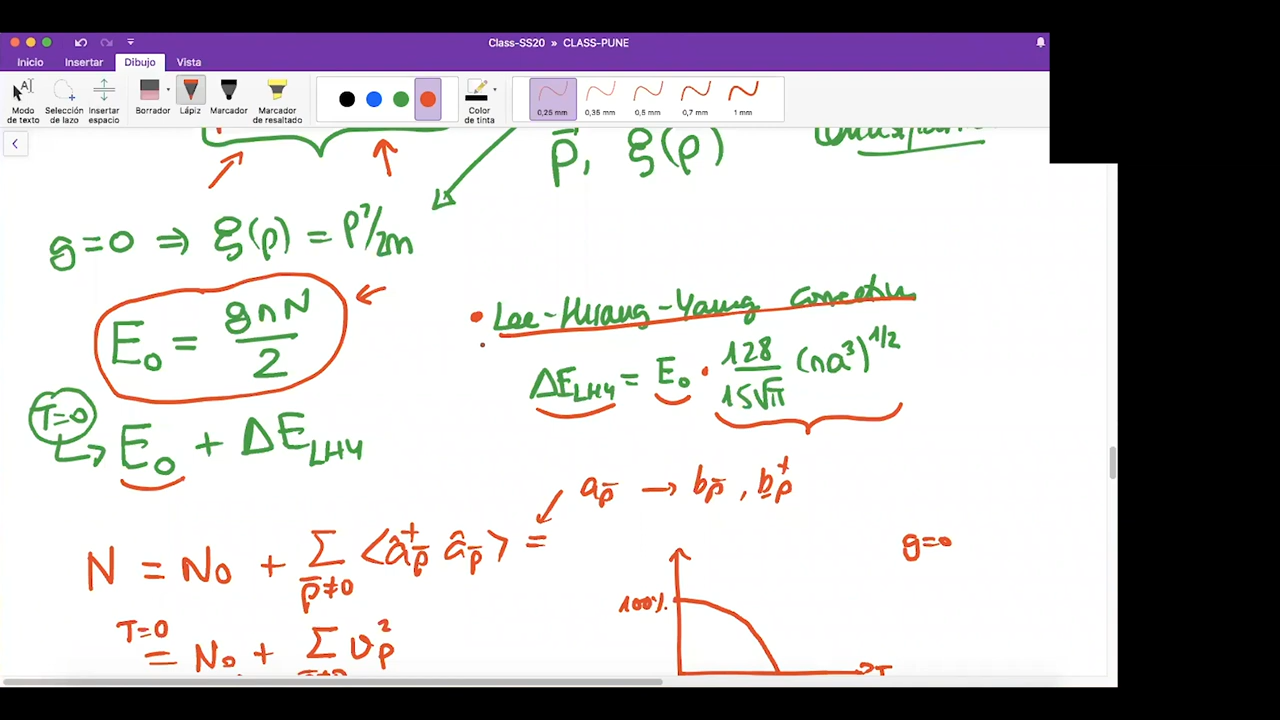 Class-SS20 » CLASS-PUNE
Inicio Insertar Dibujo Vista
Modo de texto
Selección de lazo
Insertar espacio
Borrador
Lápiz
Marcador
Marcador de resaltado
Color de tinta
0,25 mm 0,35 mm 0,5 mm 0,7 mm 1 mm
p̄, ξ(p)
g=0 ⇒ ξ(p) = p²/2m
E₀ = gnN/2
• Lee-Huang-Yang correction
ΔE_LHY = E₀ · 128/15√π (na³)^1/2
T=0
E₀ + ΔE_LHY
a_p̄ → b_p̄, b_p̄⁺
N = N₀ + Σ_p̄≠0 ⟨â⁺_p̄ â_p̄⟩ =
g=0
100%
T=0
= N₀ + Σ v_p²
T